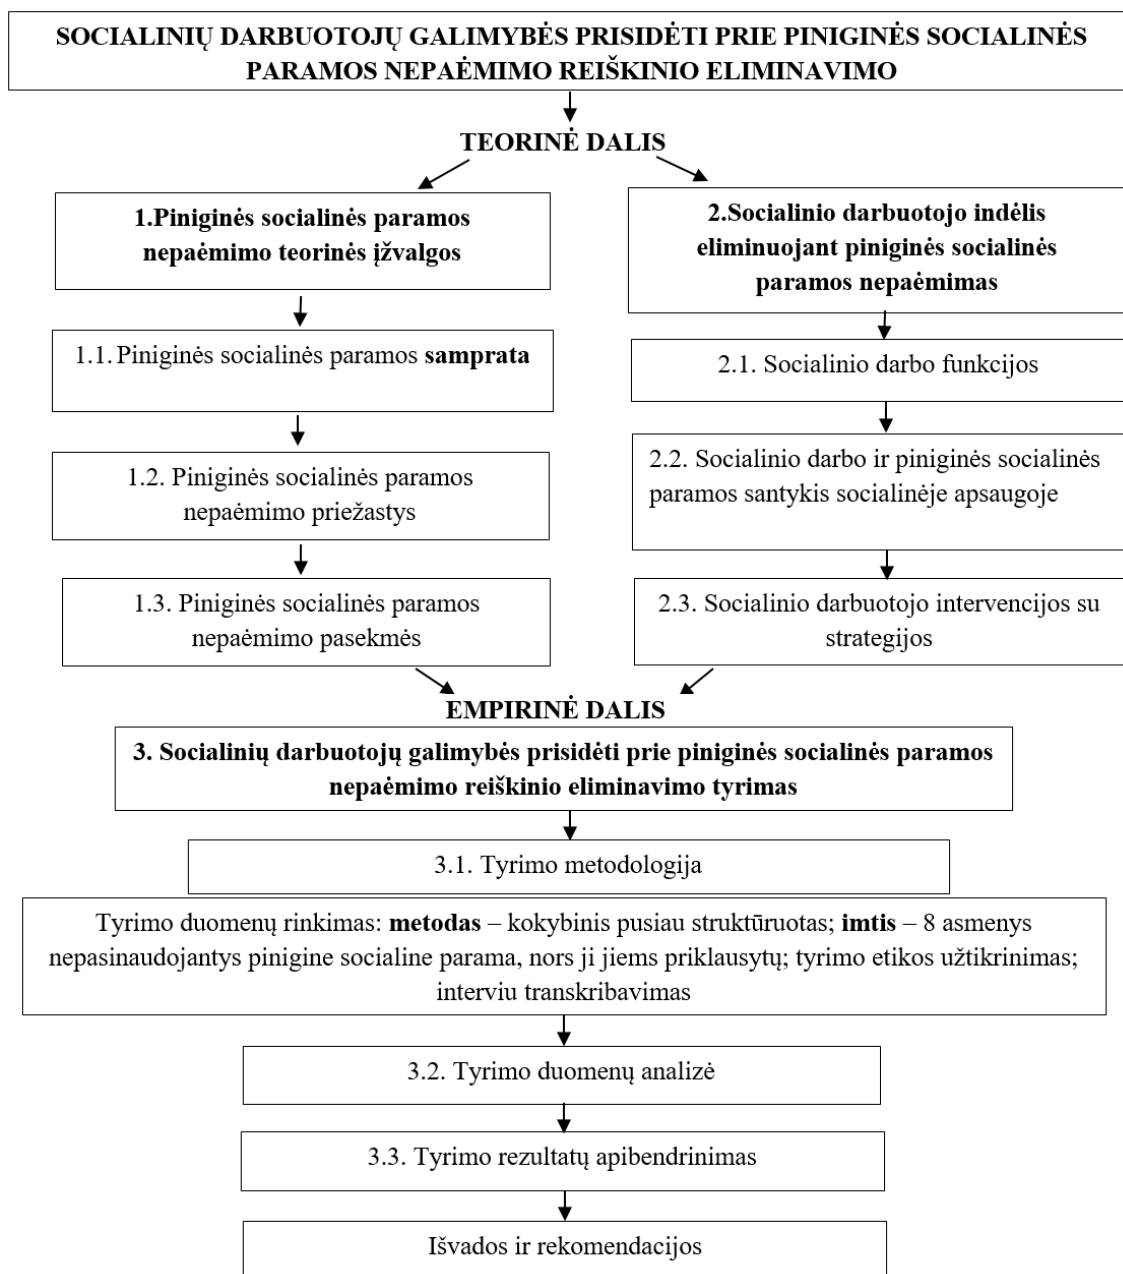 SOCIALINIŲ DARBUOTOJŲ GALIMYBĖS PRISIDĖTI PRIE PINIGINĖS SOCIALINĖS
PARAMOS NEPAĖMIMO REIŠKINIO ELIMINAVIMO
TEORINĖ DALIS
1.Piniginės socialinės paramos
nepaėmimo teorinės įžvalgos
1.1. Piniginės socialinės paramos samprata
1.2. Piniginės socialinės paramos
nepaėmimo priežastys
1.3. Piniginės socialinės paramos
nepaėmimo pasekmės
2.Socialinio darbuotojo indėlis
eliminuojant piniginės socialinės
paramos nepaėmimas
2.1. Socialinio darbo funkcijos
2.2. Socialinio darbo ir piniginės socialinės
paramos santykis socialinėje apsaugoje
2.3. Socialinio darbuotojo intervencijos su
strategijos
EMPIRINĖ DALIS
3. Socialinių darbuotojų galimybės prisidėti prie piniginės socialinės paramos
nepaėmimo reiškinio eliminavimo tyrimas
3.1. Tyrimo metodologija
Tyrimo duomenų rinkimas: metodas – kokybinis pusiau struktūruotas; imtis – 8 asmenys
nepasinaudojantys pinigine socialine parama, nors ji jiems priklausytų; tyrimo etikos užtikrinimas;
interviu transkribavimas
3.2. Tyrimo duomenų analizė
3.3. Tyrimo rezultatų apibendrinimas
Išvados ir rekomendacijos